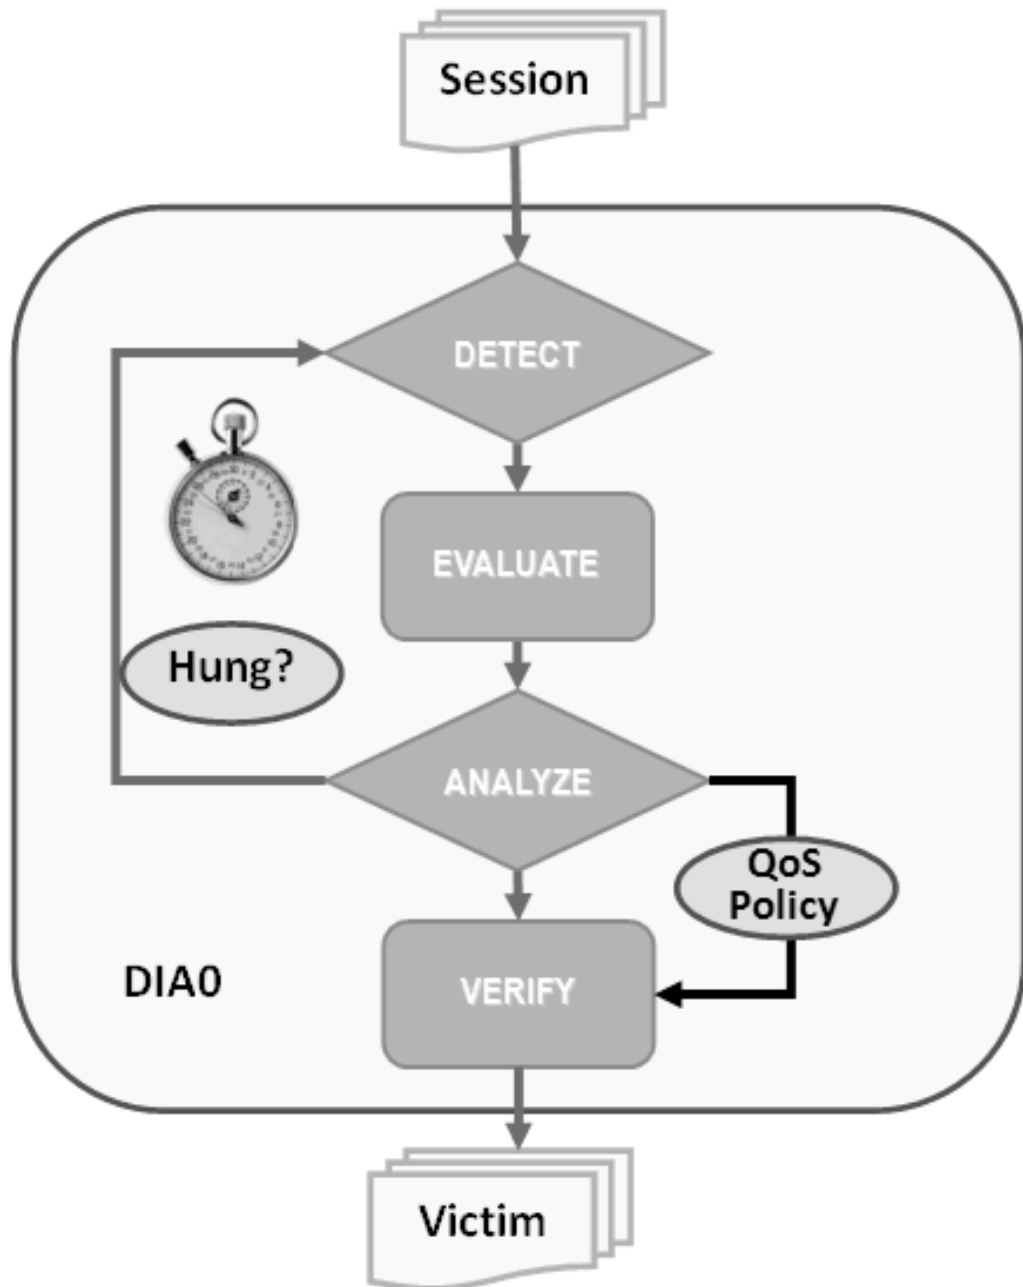 Session
DETECT
EVALUATE
Hung?
ANALYZE
QoS
Policy
DIA0
VERIFY
Victim